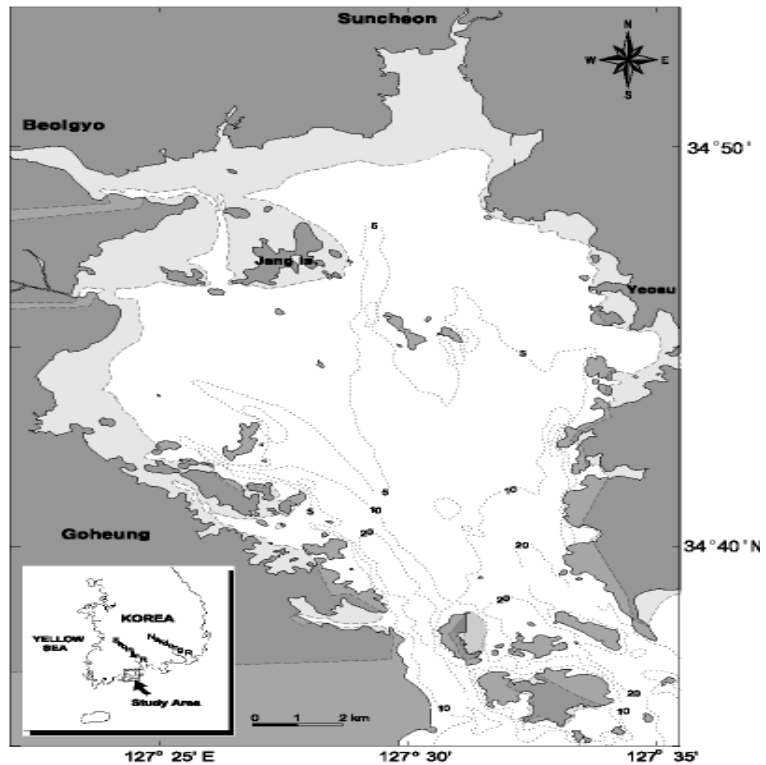 Suncheon
N
W E
S
Beolgyo
34°50'
5
Jang Is.
Yeosu
5
5
10
10
5
20
Goheung
20
34°40'N
20
KOREA
YELLOW
SEA
Nakdong R.
Study Area
20
10
10
0 1 2 km
127° 25' E
127° 30'
127° 35'